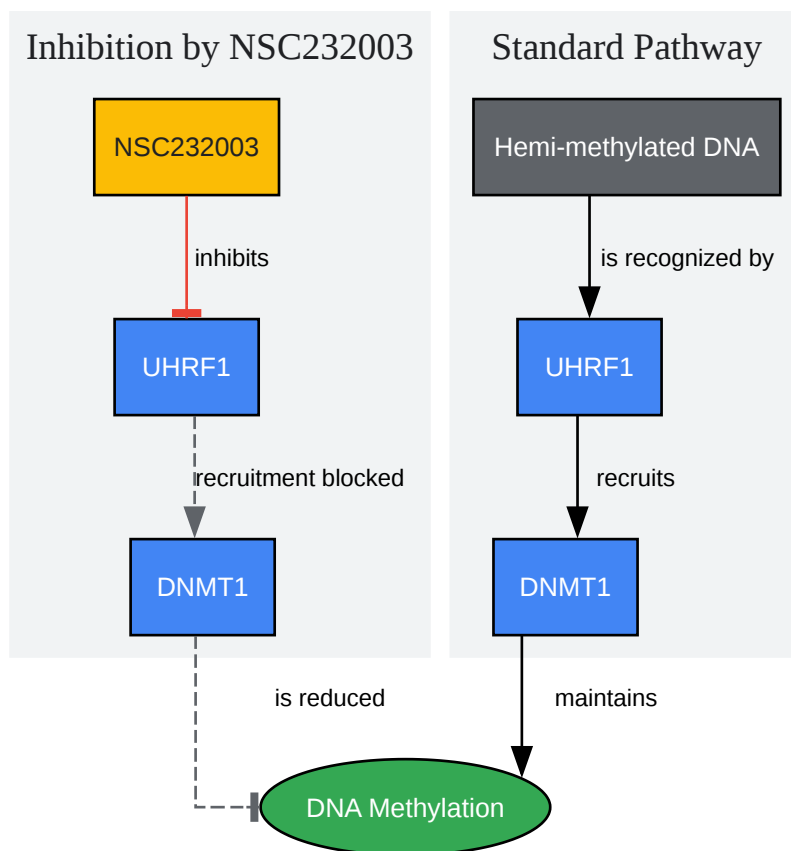 Inhibition by NSC232003
NSC232003
inhibits
UHRF1
recruitment blocked
DNMT1
is reduced
Standard Pathway
Hemi-methylated DNA
is recognized by
UHRF1
recruits
DNMT1
maintains
DNA Methylation